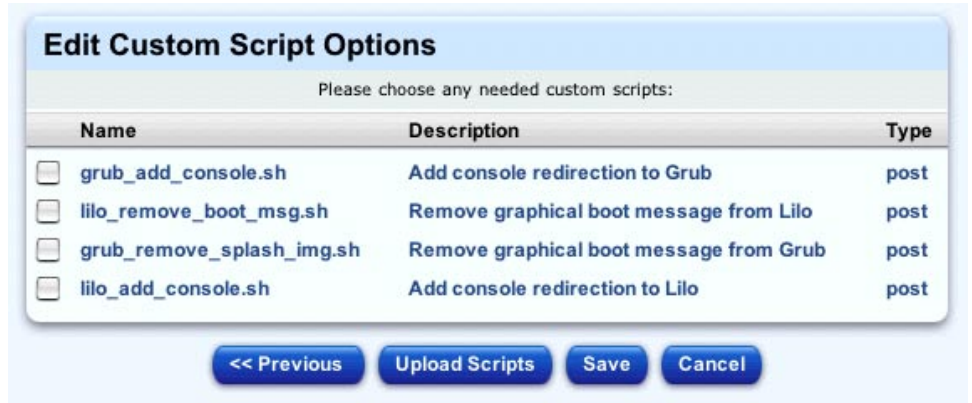 Edit Custom Script Options
Please choose any needed custom scripts:
Name Description Type
grub_add_console.sh Add console redirection to Grub post
lilo_remove_boot_msg.sh Remove graphical boot message from Lilo post
grub_remove_splash_img.sh Remove graphical boot message from Grub post
lilo_add_console.sh Add console redirection to Lilo post
<< Previous Upload Scripts Save Cancel